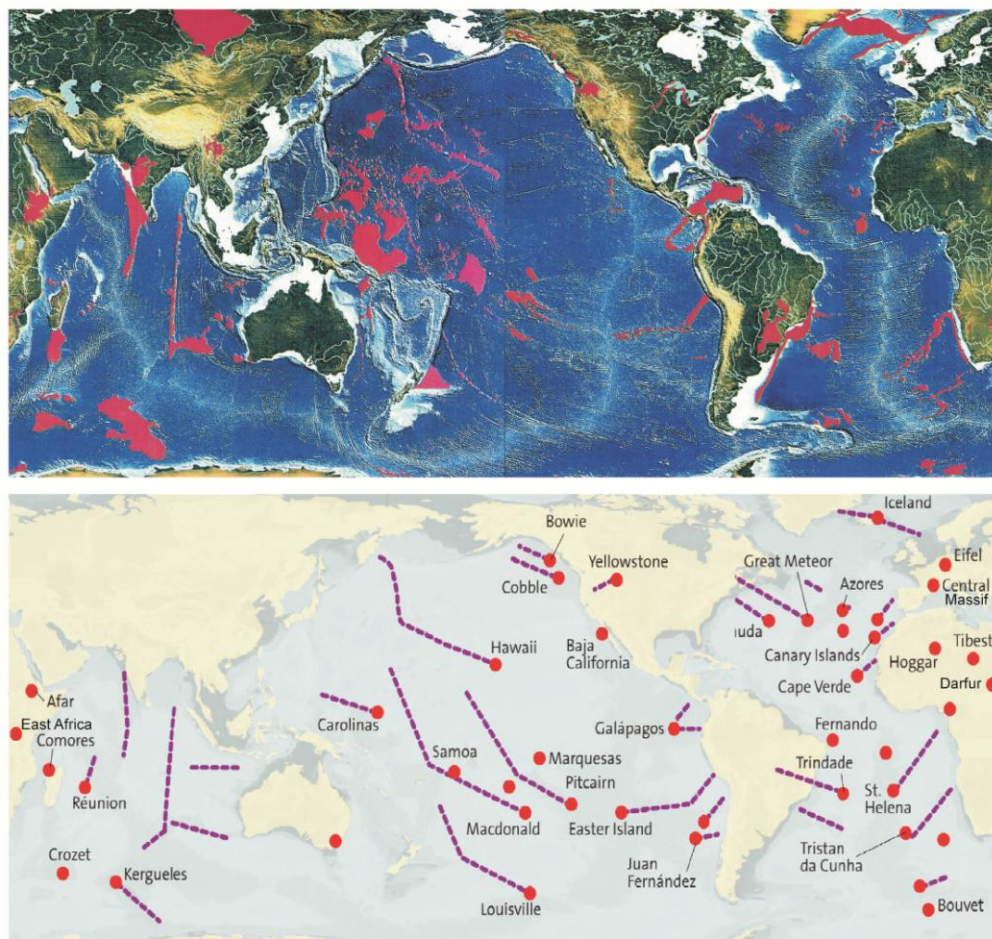 Iceland
Bowie
Eifel
Yellowstone
Great Meteor
Azores
Central
Massif
Cobble
uda
Baja
California
Canary Islands
Hoggar
Tibest
Hawaii
Cape Verde
Darfur
Afar
East Africa
Comores
Carolinas
Galápagos
Fernando
Samoa
Marquesas
Trindade
Pitcairn
St.
Helena
Réunion
Macdonald
Easter Island
Crozet
Juan
Fernández
Tristan
da Cunha
Kergueles
Louisville
Bouvet